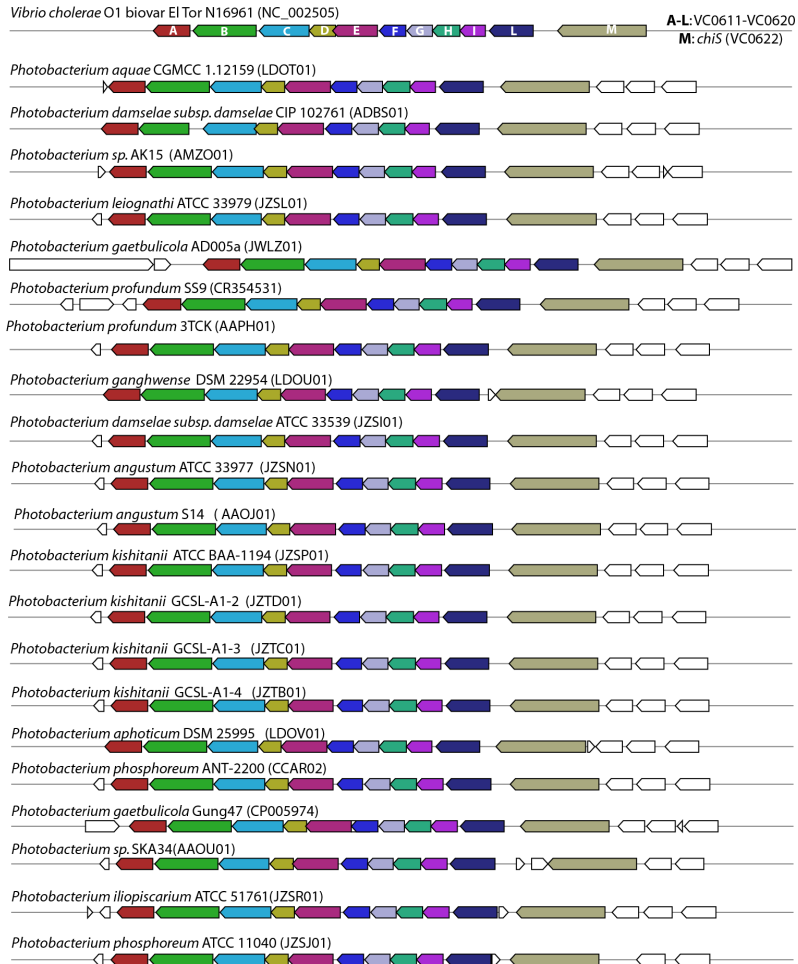 Vibrio cholerae O1 biovar El Tor N16961 (NC_002505)
A B C D E F G H I L M
A-L: VC0611-VC0620
M: chiS (VC0622)
Photobacterium aquae CGMCC 1.12159 (LDOT01)
Photobacterium damselae subsp. damselae CIP 102761 (ADBS01)
Photobacterium sp. AK15 (AMZO01)
Photobacterium leiognathi ATCC 33979 (JZSL01)
Photobacterium gaetbulicola AD005a (JWLZ01)
Photobacterium profundum SS9 (CR354531)
Photobacterium profundum 3TCK (AAPH01)
Photobacterium ganghwense DSM 22954 (LDOU01)
Photobacterium damselae subsp. damselae ATCC 33539 (JZSI01)
Photobacterium angustum ATCC 33977 (JZSN01)
Photobacterium angustum S14 ( AAOJ01)
Photobacterium kishitanii ATCC BAA-1194 (JZSP01)
Photobacterium kishitanii GCSL-A1-2 (JZTD01)
Photobacterium kishitanii GCSL-A1-3 (JZTC01)
Photobacterium kishitanii GCSL-A1-4 (JZTB01)
Photobacterium aphoticum DSM 25995 (LDOV01)
Photobacterium phosphoreum ANT-2200 (CCAR02)
Photobacterium gaetbulicola Gung47 (CP005974)
Photobacterium sp. SKA34(AAOU01)
Photobacterium iliopiscarium ATCC 51761(JZSR01)
Photobacterium phosphoreum ATCC 11040 (JZSJ01)